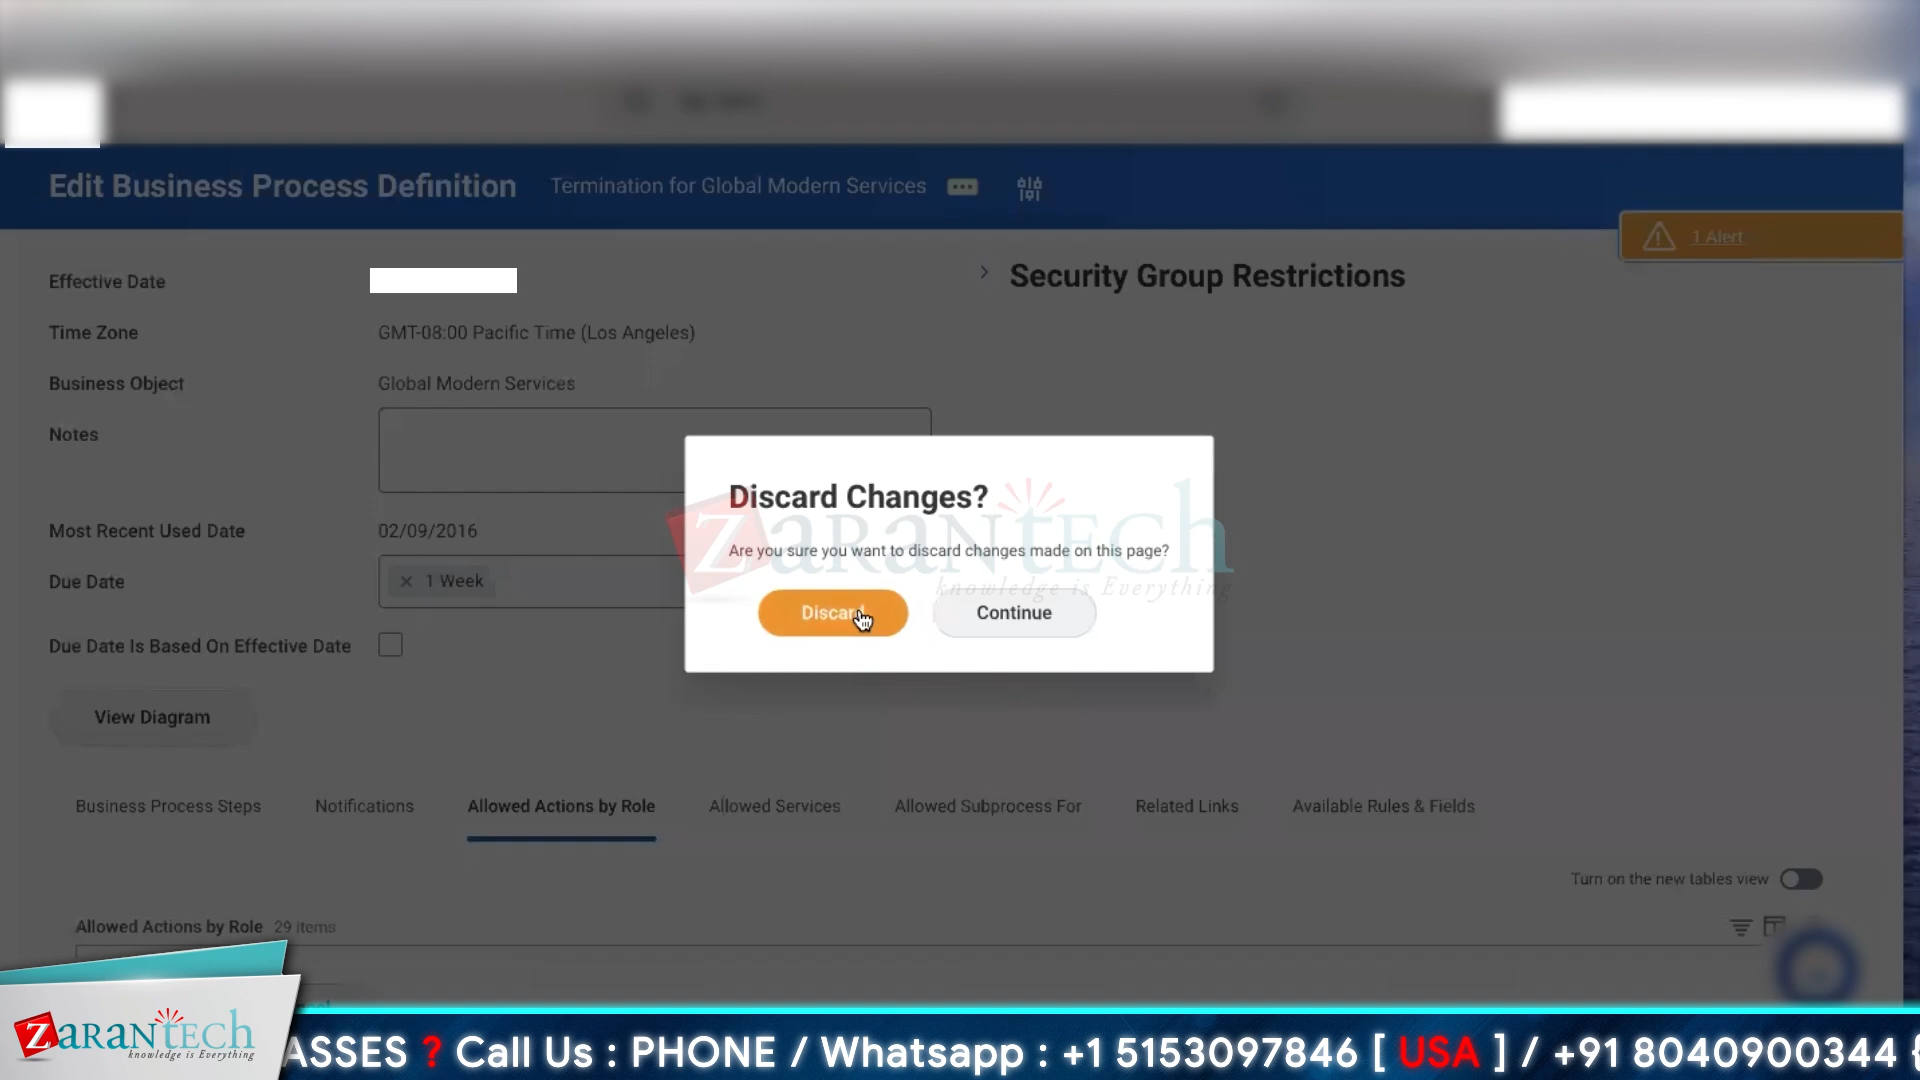 Edit Business Process Definition Termination for Global Modern Services
1 Alert
Effective Date
Security Group Restrictions
Time Zone GMT-08:00 Pacific Time (Los Angeles)
Business Object Global Modern Services
Notes
Discard Changes?
Most Recent Used Date 02/09/2016
Are you sure you want to discard changes made on this page?
Due Date × 1 Week
ZaranTech
knowledge is Everything
Discard Continue
Due Date Is Based On Effective Date
View Diagram
Business Process Steps Notifications Allowed Actions by Role Allowed Services Allowed Subprocess For Related Links Available Rules & Fields
Turn on the new tables view
Allowed Actions by Role 29 items
ZaranTech
knowledge is Everything
ASSES ? Call Us : PHONE / Whatsapp : +1 5153097846 [ USA ] / +91 8040900344